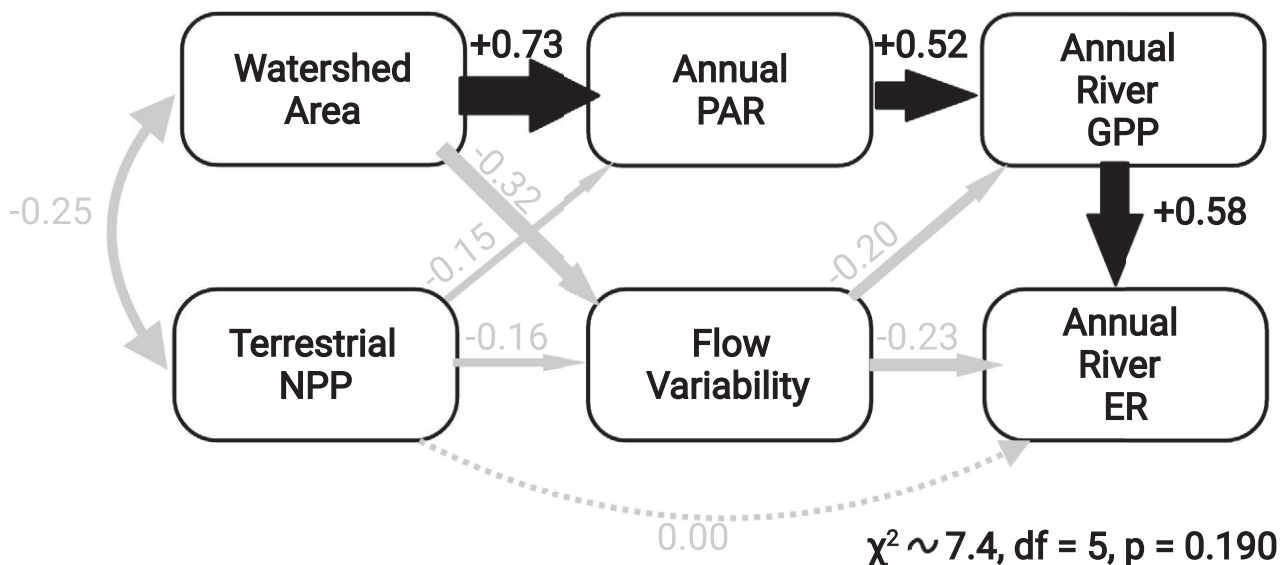 Watershed
Area
+0.73
Annual
PAR
+0.52
Annual
River
GPP
-0.25
-0.32
-0.15
-0.20
+0.58
Terrestrial
NPP
-0.16
Flow
Variability
-0.23
Annual
River
ER
0.00
χ² ~ 7.4, df = 5, p = 0.190